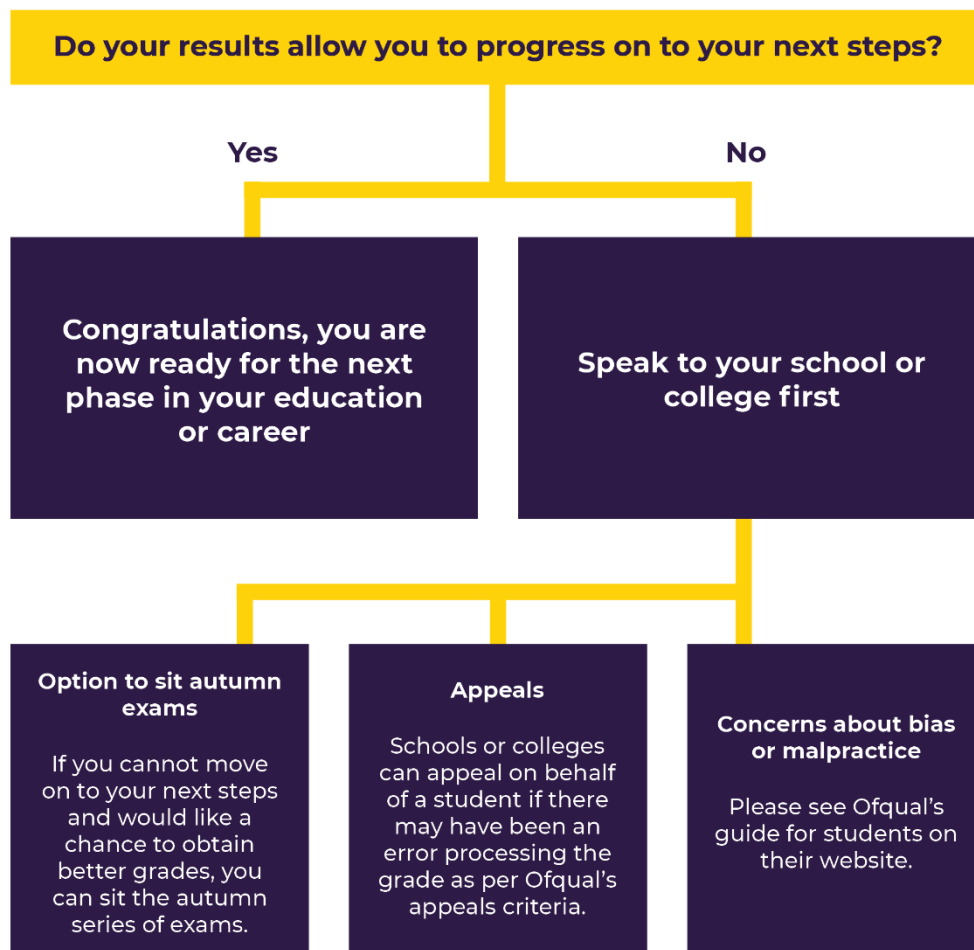 Do your results allow you to progress on to your next steps?
Yes
No
Congratulations, you are
now ready for the next
phase in your education
or career
Speak to your school or
college first
Option to sit autumn
exams
If you cannot move
on to your next steps
and would like a
chance to obtain
better grades, you
can sit the autumn
series of exams.
Appeals
Schools or colleges
can appeal on behalf
of a student if there
may have been an
error processing the
grade as per Ofqual's
appeals criteria.
Concerns about bias
or malpractice
Please see Ofqual's
guide for students on
their website.